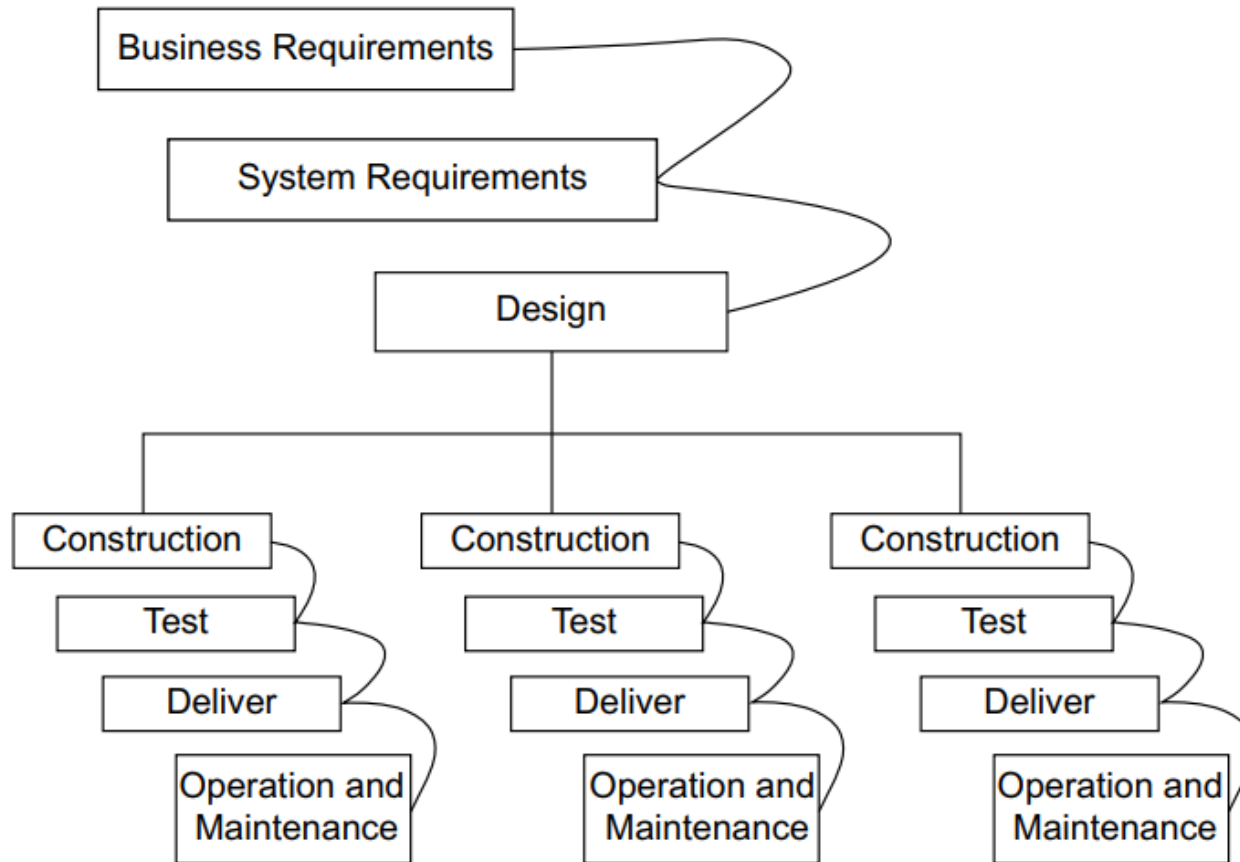 Business Requirements
System Requirements
Design
Construction
Test
Deliver
Operation and
Maintenance
Construction
Test
Deliver
Operation and
Maintenance
Construction
Test
Deliver
Operation and
Maintenance